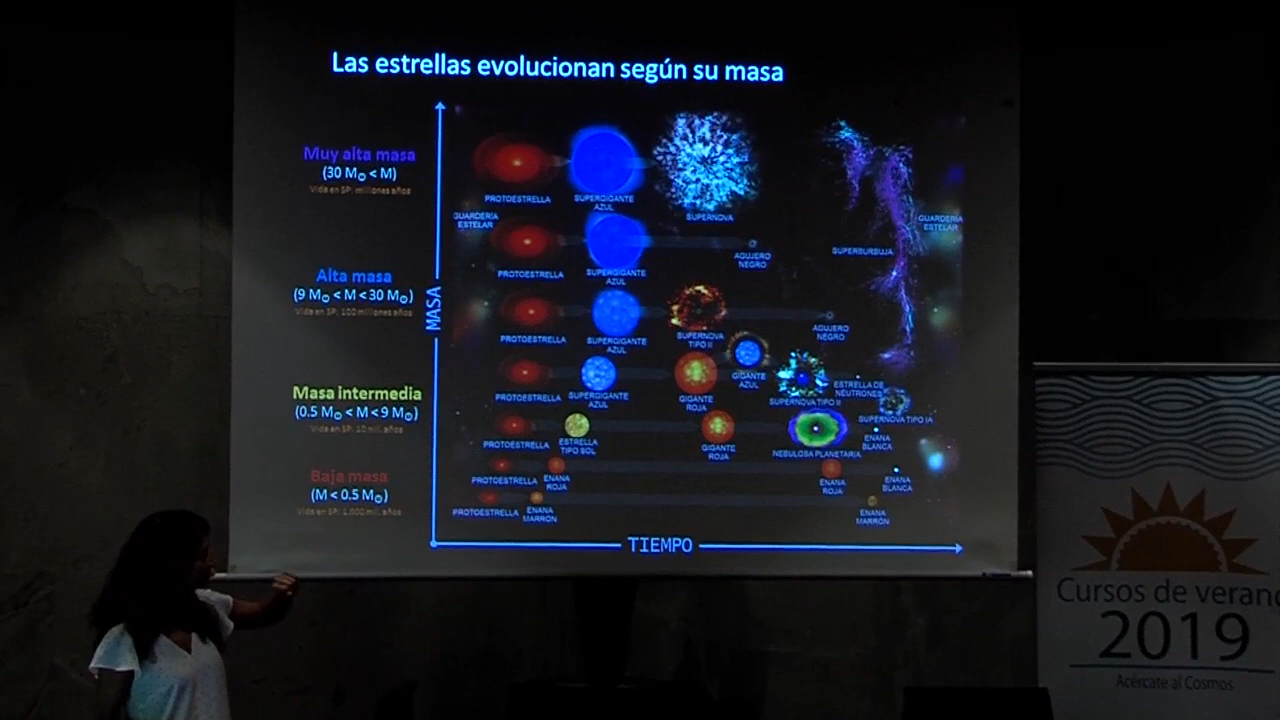 Las estrellas evolucionan según su masa
Muy alta masa
(30 M☉ < M)
Vida en SP: millones años
Alta masa
(9 M☉ < M < 30 M☉)
Vida en SP: 100 millones años
Masa intermedia
(0.5 M☉ < M < 9 M☉)
Vida en SP: 10 mil. años
Baja masa
(M < 0.5 M☉)
Vida en SP: 1,000 mil. años
MASA
TIEMPO
GUARDERÍA
ESTELAR
PROTOESTRELLA
SUPERGIGANTE
AZUL
SUPERNOVA
SUPERBURBUJA
GUARDERÍA
ESTELAR
PROTOESTRELLA
SUPERGIGANTE
AZUL
AGUJERO
NEGRO
PROTOESTRELLA
SUPERGIGANTE
AZUL
SUPERNOVA
TIPO II
AGUJERO
NEGRO
PROTOESTRELLA
SUPERGIGANTE
AZUL
GIGANTE
ROJA
GIGANTE
AZUL
SUPERNOVA TIPO II
ESTRELLA DE
NEUTRONES
SUPERNOVA TIPO IA
PROTOESTRELLA
ESTRELLA
TIPO SOL
GIGANTE
ROJA
NEBULOSA PLANETARIA
ENANA
BLANCA
PROTOESTRELLA
ENANA
ROJA
ENANA
ROJA
ENANA
BLANCA
PROTOESTRELLA
ENANA
MARRÓN
ENANA
MARRÓN
Cursos de veran
2019
Acércate al Cosmos